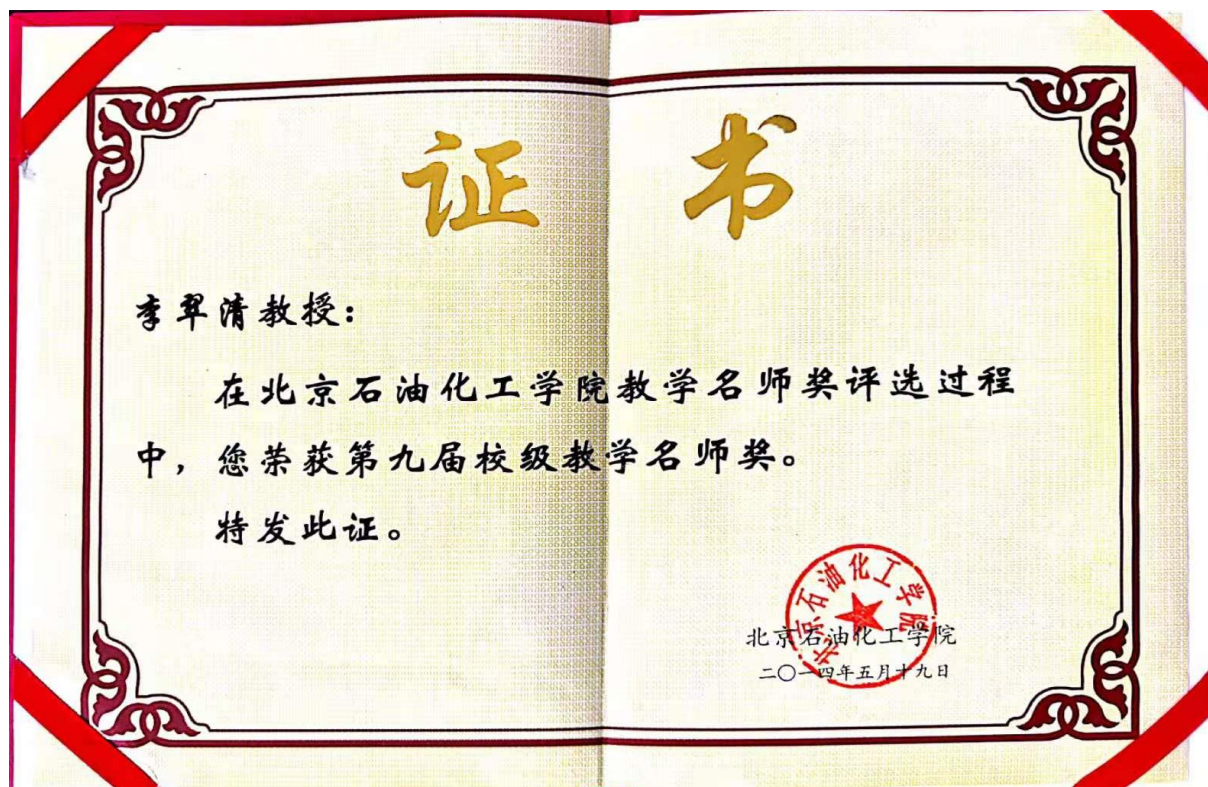 证 书
李翠清教授：
在北京石油化工学院教学名师奖评选过程
中，您荣获第九届校级教学名师奖。
特发此证。
北京石油化工学院
北京石油化工学院
二〇一四年五月十九日